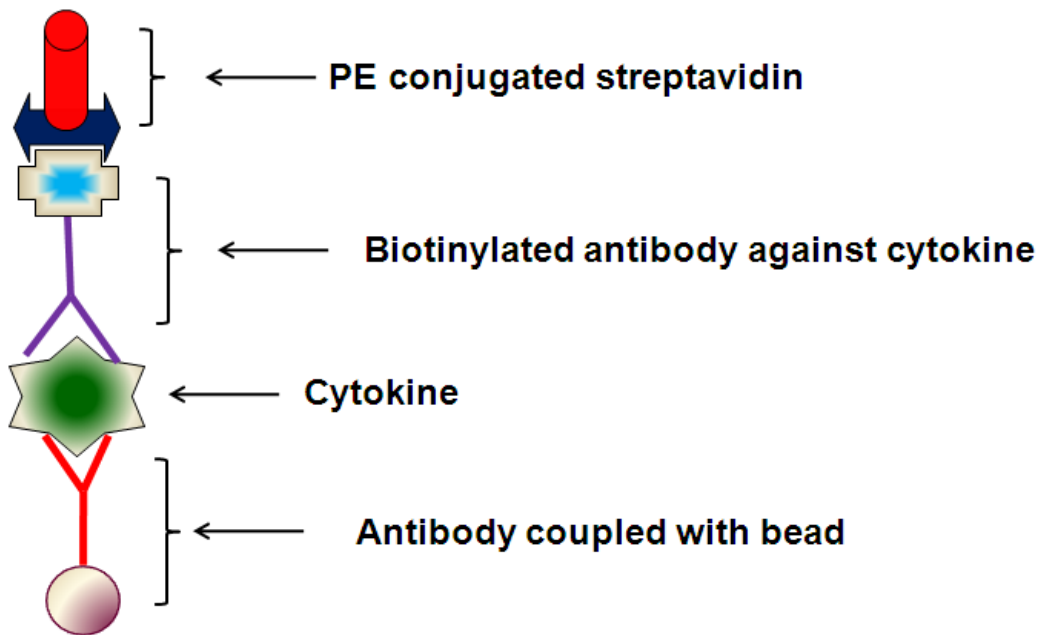 PE conjugated streptavidin
Biotinylated antibody against cytokine
Cytokine
Antibody coupled with bead